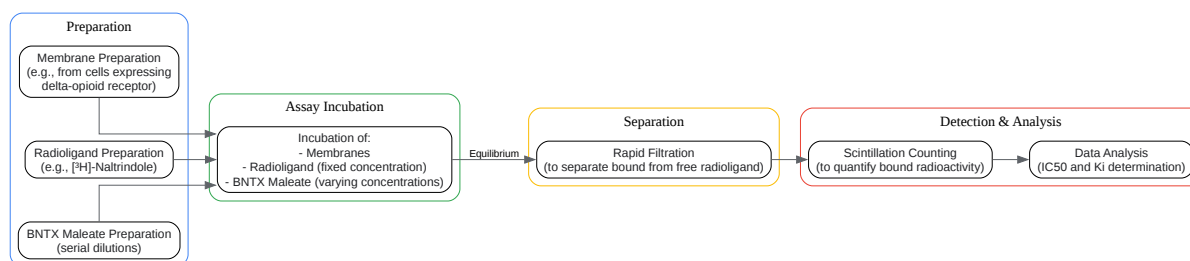 Preparation
Membrane Preparation
(e.g., from cells expressing
delta-opioid receptor)
Radioligand Preparation
(e.g., [³H]-Naltrindole)
BNTX Maleate Preparation
(serial dilutions)
Assay Incubation
Incubation of:
- Membranes
- Radioligand (fixed concentration)
- BNTX Maleate (varying concentrations)
Equilibrium
Separation
Rapid Filtration
(to separate bound from free radioligand)
Detection & Analysis
Scintillation Counting
(to quantify bound radioactivity)
Data Analysis
(IC50 and Ki determination)